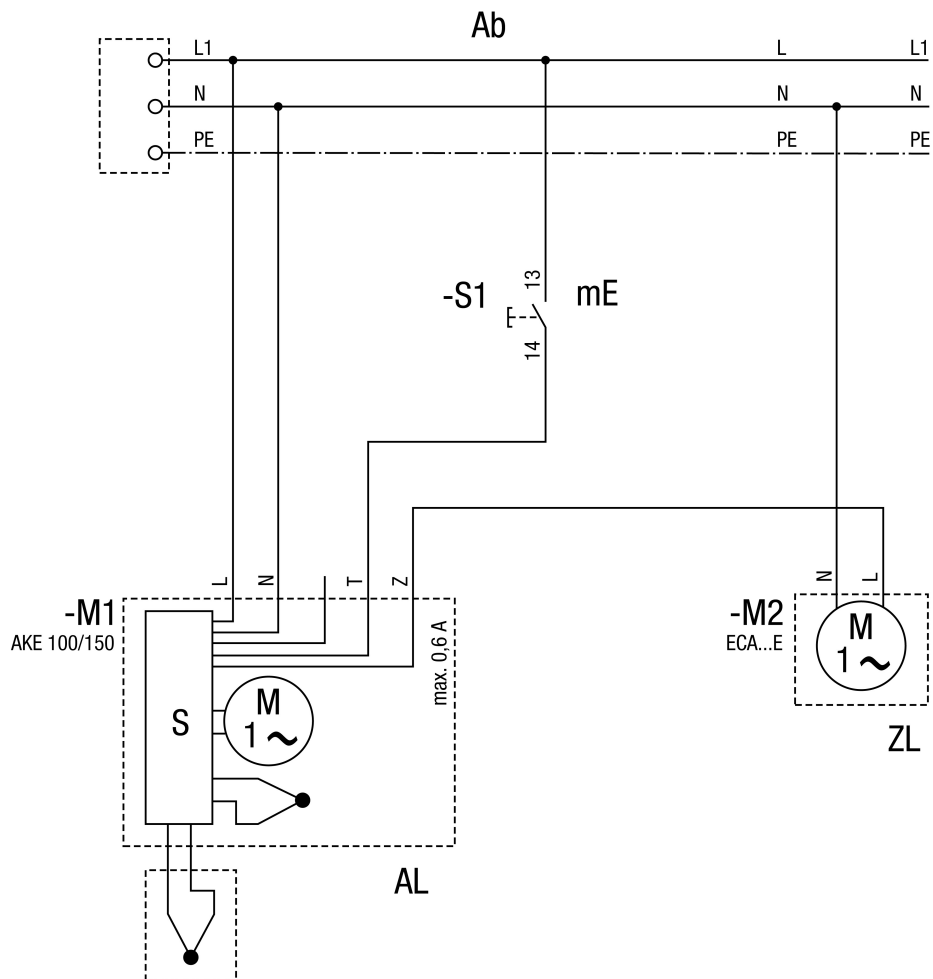 Ab
L1 L L1
N N N
PE PE PE
13
-S1 mE
14
L N T Z N L
-M1 -M2
AKE 100/150 max. 0,6 A ECA...E
M
1 ~
M
1 ~
S
ZL
AL